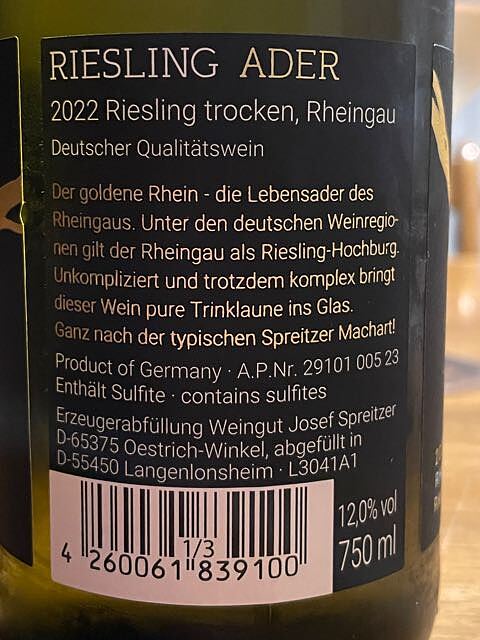 RIESLING ADER
2022 Riesling trocken, Rheingau
Deutscher Qualitätswein
Der goldene Rhein - die Lebensader des
Rheingaus. Unter den deutschen Weinregio-
nen gilt der Rheingau als Riesling-Hochburg.
Unkompliziert und trotzdem komplex bringt
dieser Wein pure Trinklaune ins Glas.
Ganz nach der typischen Spreitzer Machart!
Product of Germany · A.P.Nr. 29101 005 23
Enthält Sulfite · contains sulfites
Erzeugerabfüllung Weingut Josef Spreitzer
D-65375 Oestrich-Winkel, abgefüllt in
D-55450 Langenlonsheim · L3041A1
1/3
4 260061 839100
12,0% vol
750 ml